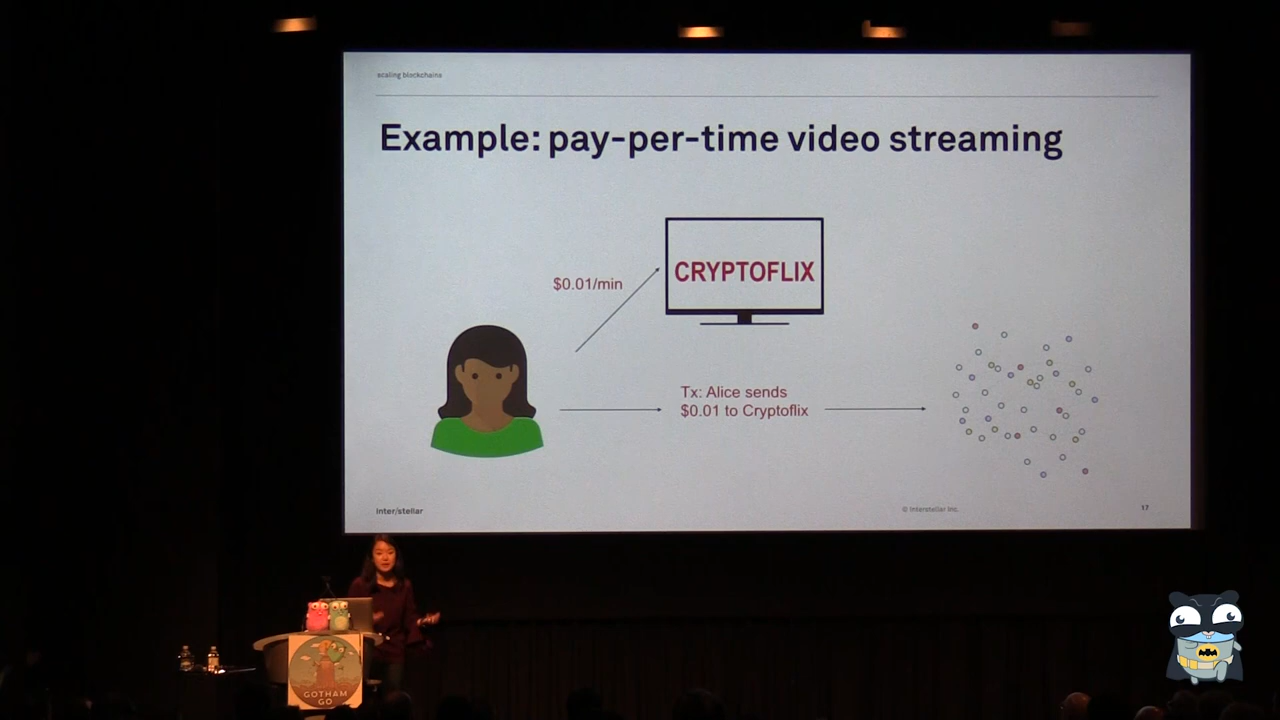 scaling blockchains
Example: pay-per-time video streaming
$0.01/min
CRYPTOFLIX
Tx: Alice sends
$0.01 to Cryptoflix
inter/stellar
© Interstellar Inc.
17
GOTHAM
GO